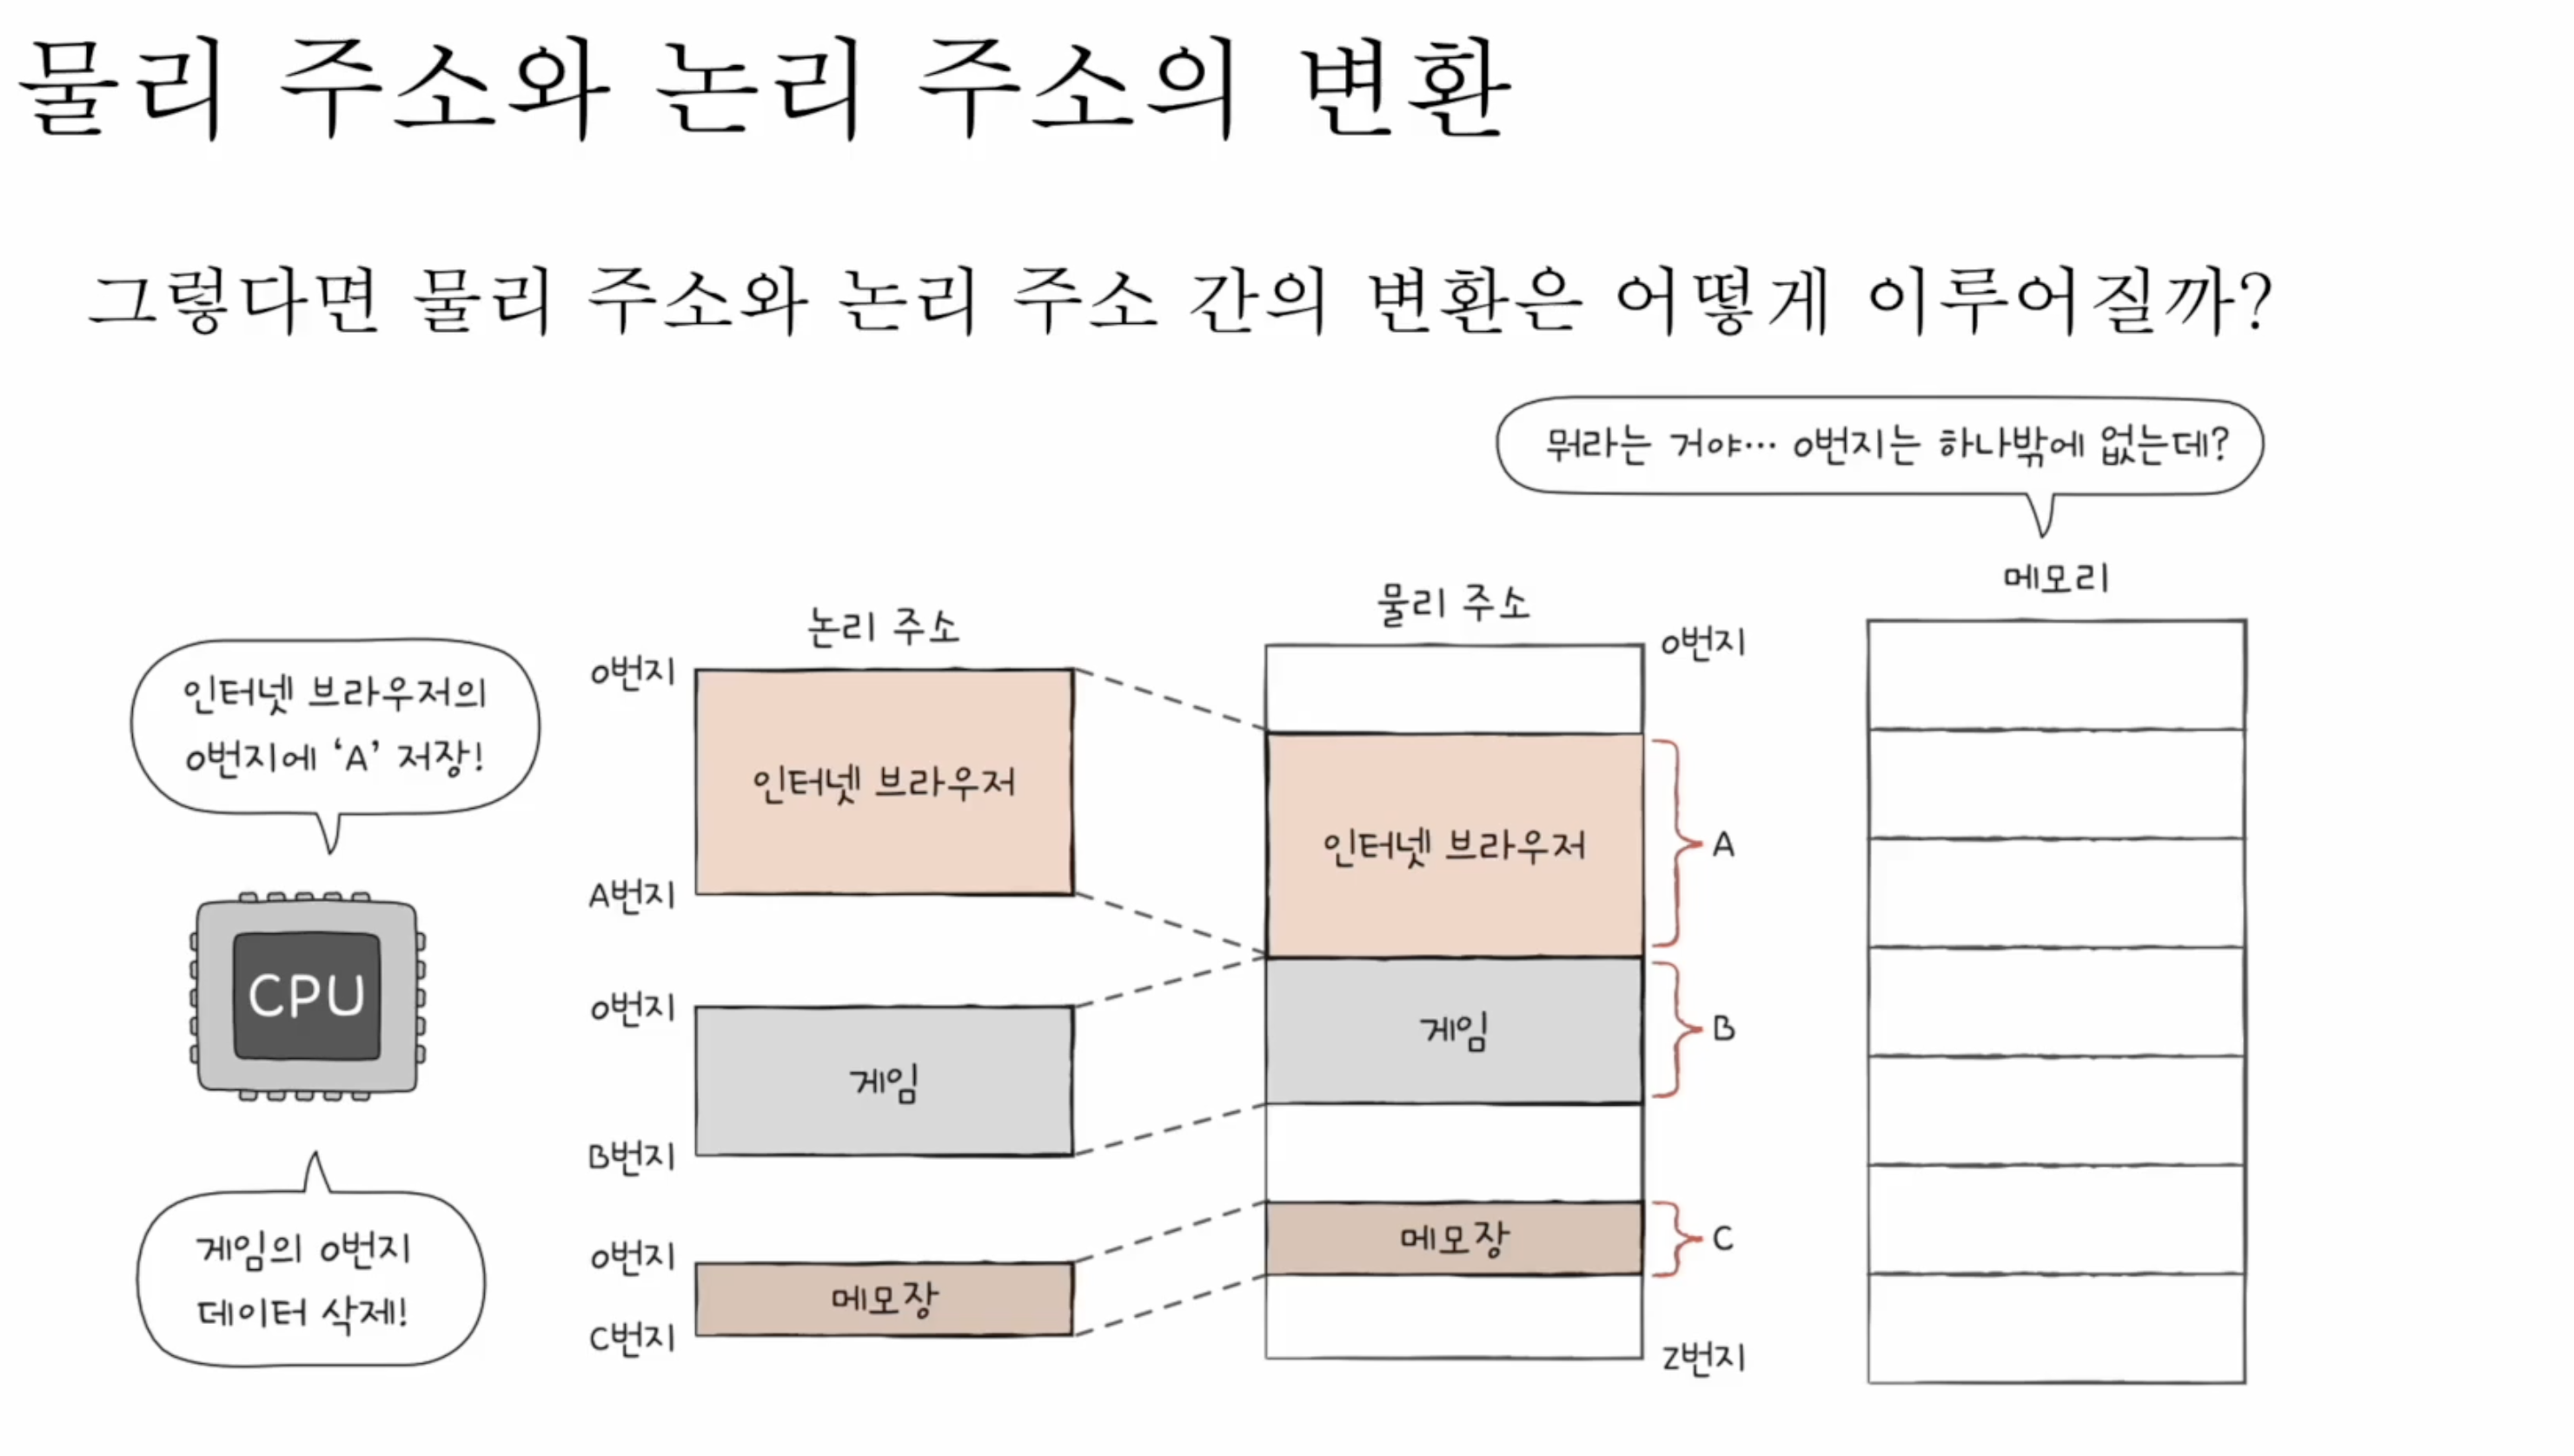 물리 주소와 논리 주소의 변환
그렇다면 물리 주소와 논리 주소 간의 변환은 어떻게 이루어질까?
뭐라는 거야… 0번지는 하나밖에 없는데?
메모리
인터넷 브라우저의
0번지에 ‘A’ 저장!
CPU
게임의 0번지
데이터 삭제!
논리 주소
0번지
인터넷 브라우저
A번지
0번지
게임
B번지
0번지
메모장
C번지
물리 주소
0번지
인터넷 브라우저
A
게임
B
메모장
C
Z번지